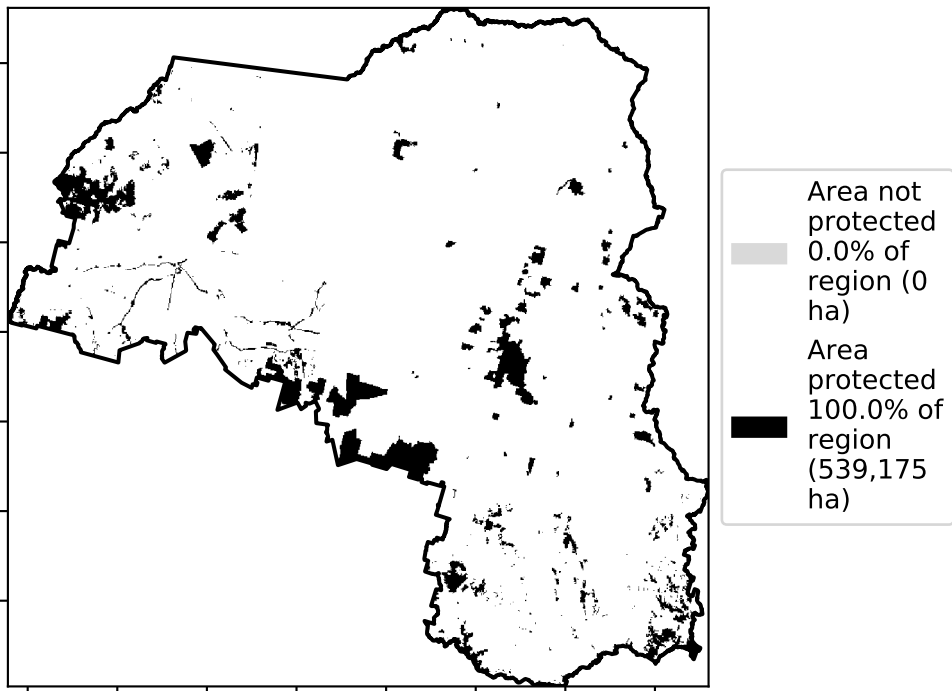 Area not
protected
0.0% of
region (0
ha)
Area
protected
100.0% of
region
(539,175
ha)